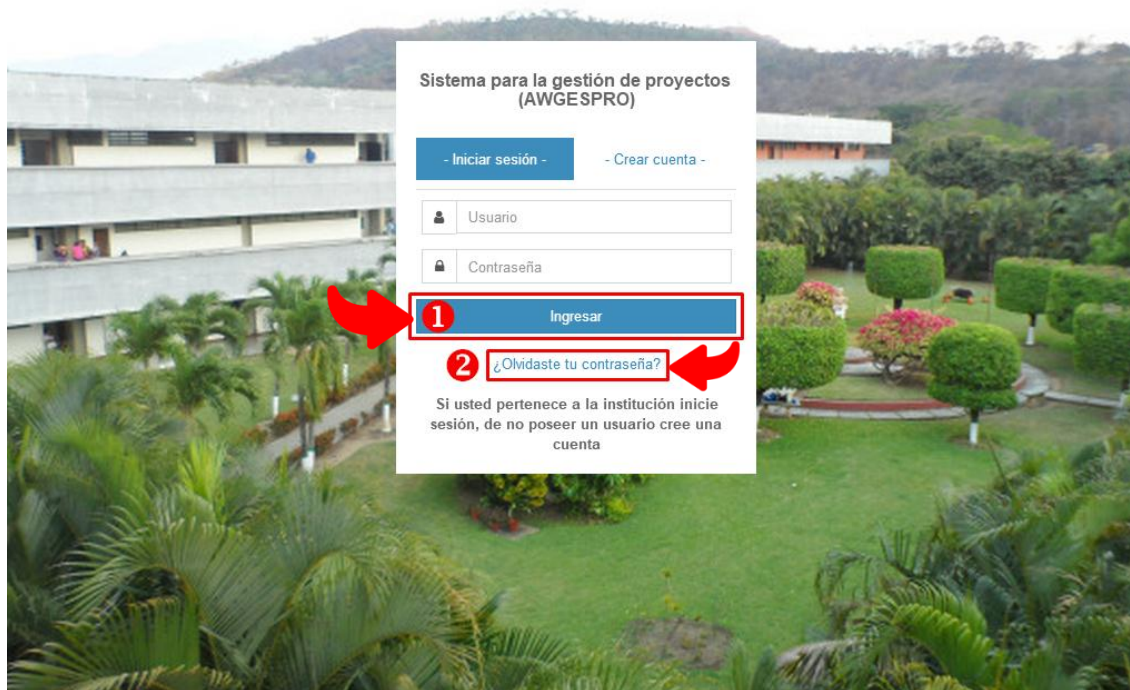 Sistema para la gestión de proyectos
(AWGESPRO)
- Iniciar sesión -
- Crear cuenta -
Usuario
Contraseña
1
Ingresar
2
¿Olvidaste tu contraseña?
Si usted pertenece a la institución inicie
sesión, de no poseer un usuario cree una
cuenta